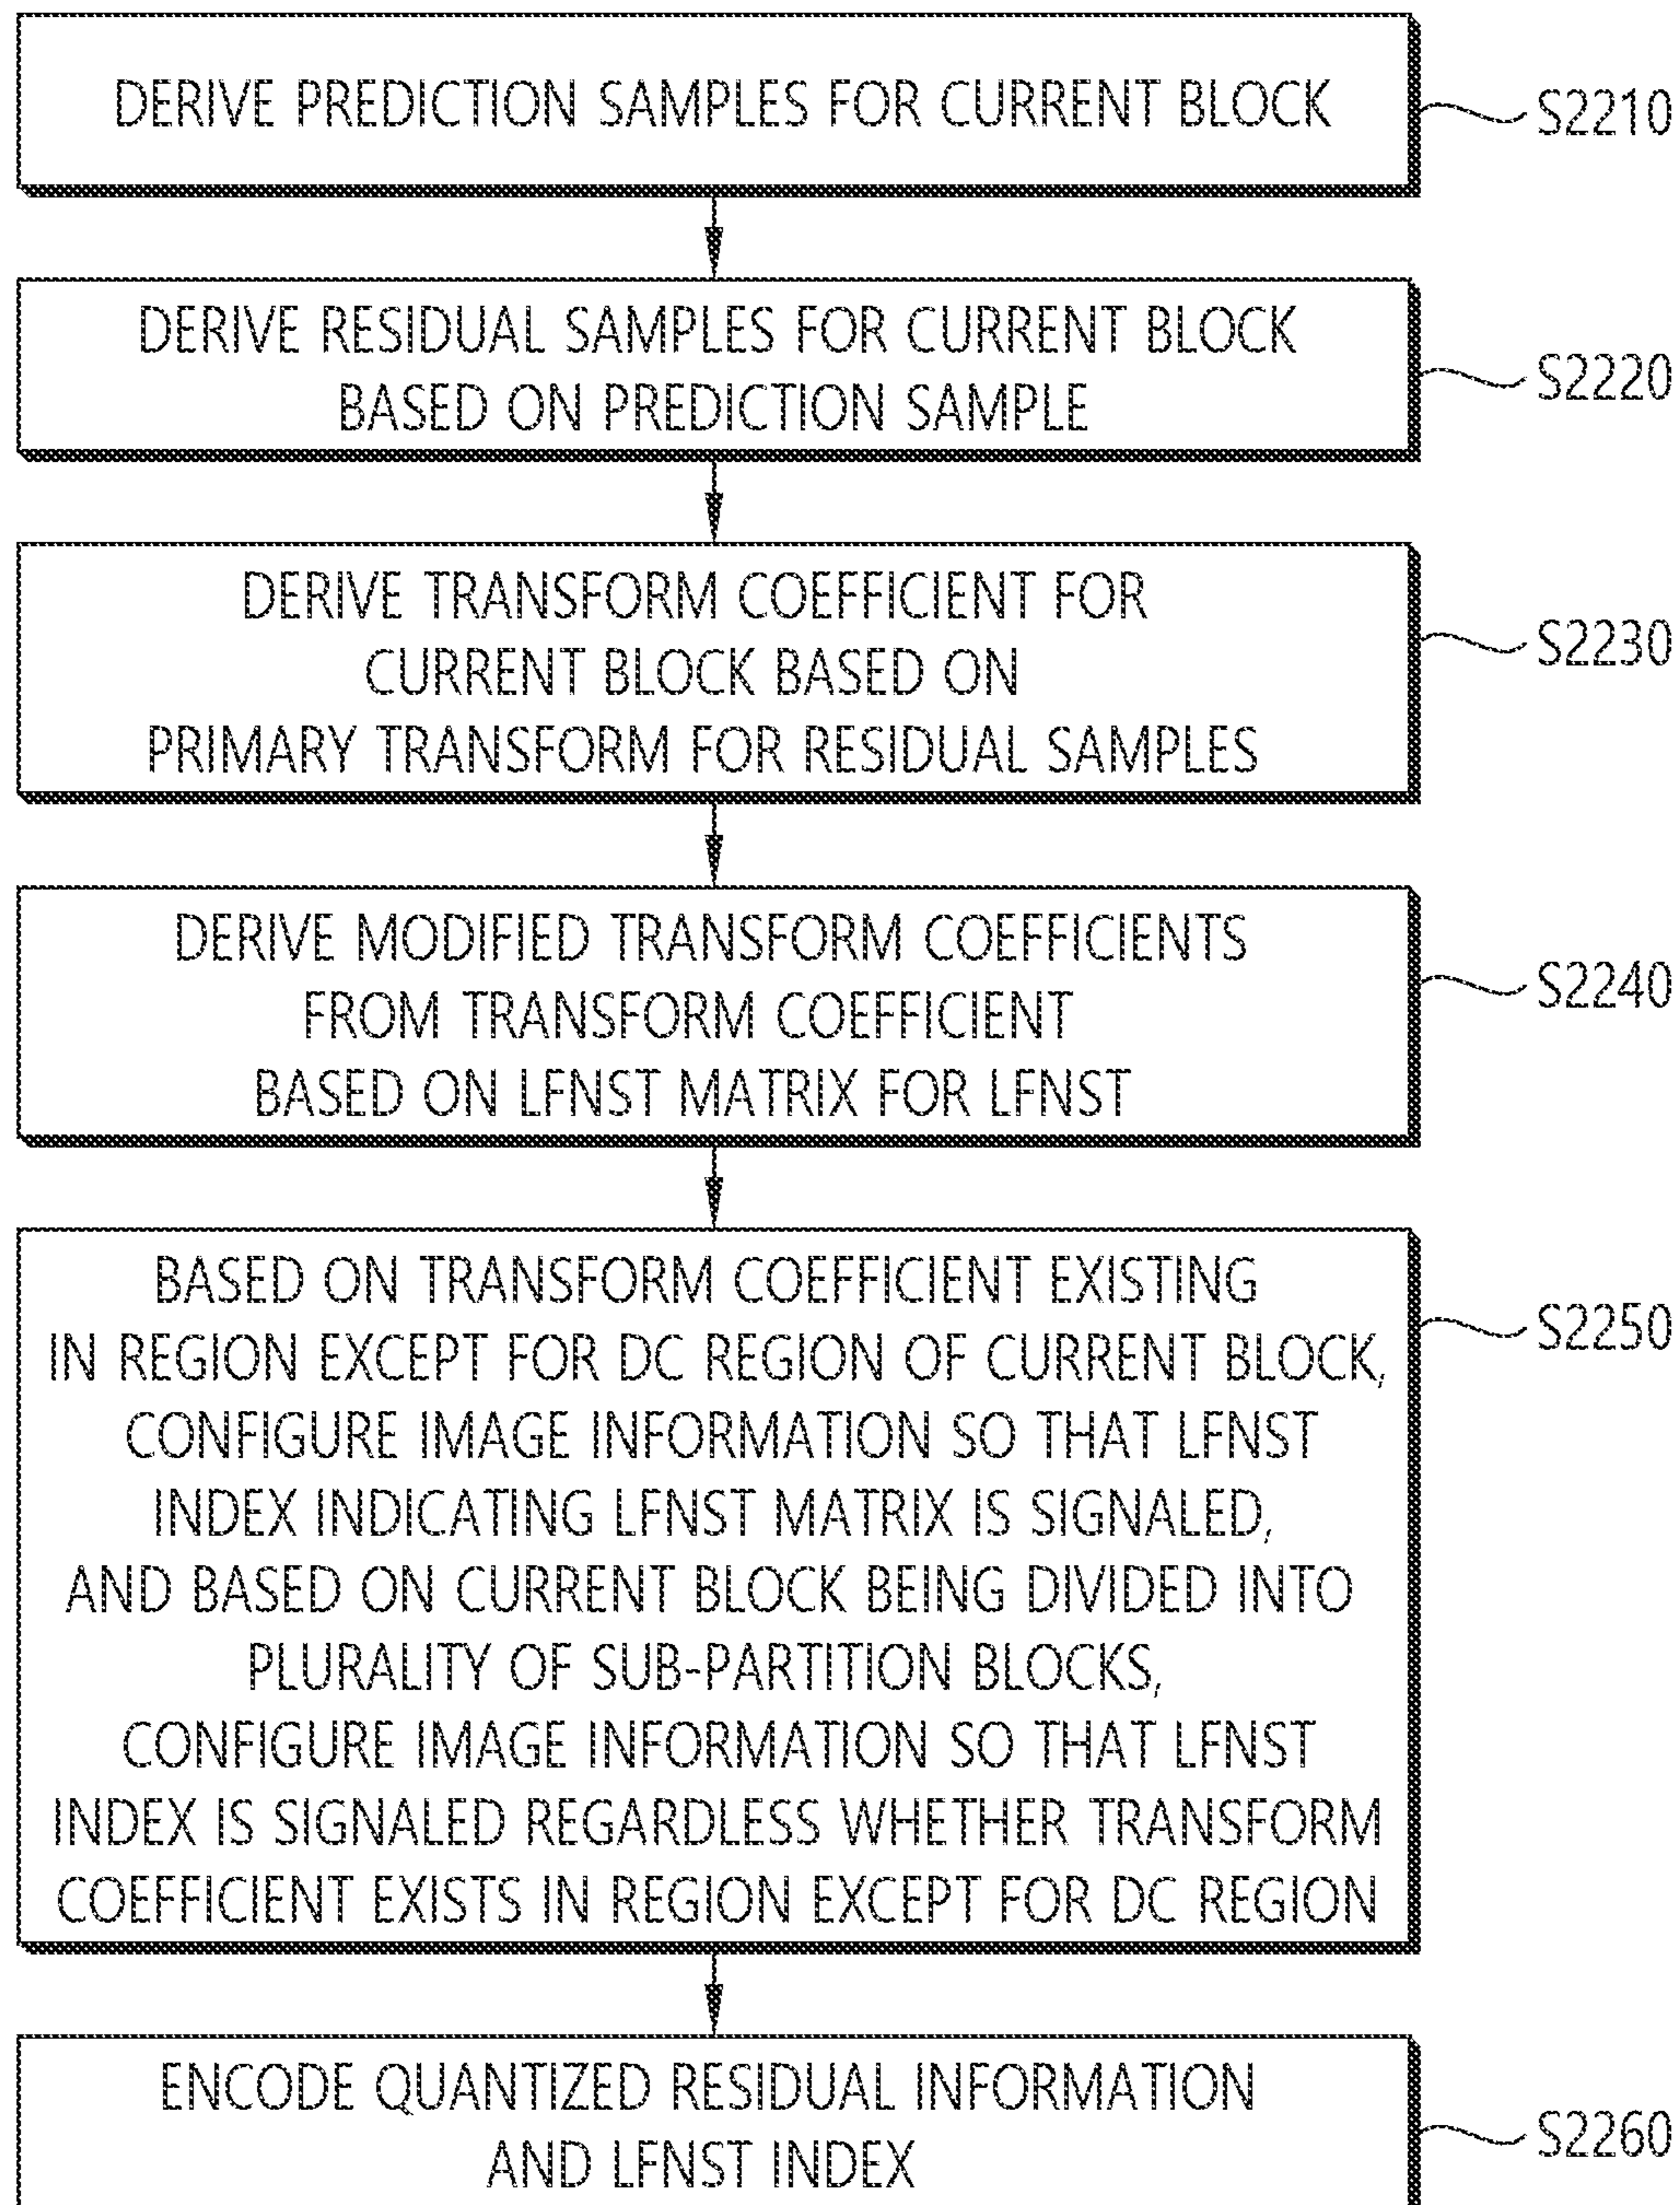 DERIVE PREDICTION SAMPLES FOR CURRENT BLOCK
S2210
DERIVE RESIDUAL SAMPLES FOR CURRENT BLOCK
BASED ON PREDICTION SAMPLE
S2220
DERIVE TRANSFORM COEFFICIENT FOR
CURRENT BLOCK BASED ON
PRIMARY TRANSFORM FOR RESIDUAL SAMPLES
S2230
DERIVE MODIFIED TRANSFORM COEFFICIENTS
FROM TRANSFORM COEFFICIENT
BASED ON LFNST MATRIX FOR LFNST
S2240
BASED ON TRANSFORM COEFFICIENT EXISTING
IN REGION EXCEPT FOR DC REGION OF CURRENT BLOCK,
CONFIGURE IMAGE INFORMATION SO THAT LFNST
INDEX INDICATING LFNST MATRIX IS SIGNALED,
AND BASED ON CURRENT BLOCK BEING DIVIDED INTO
PLURALITY OF SUB-PARTITION BLOCKS,
CONFIGURE IMAGE INFORMATION SO THAT LFNST
INDEX IS SIGNALED REGARDLESS WHETHER TRANSFORM
COEFFICIENT EXISTS IN REGION EXCEPT FOR DC REGION
S2250
ENCODE QUANTIZED RESIDUAL INFORMATION
AND LFNST INDEX
S2260